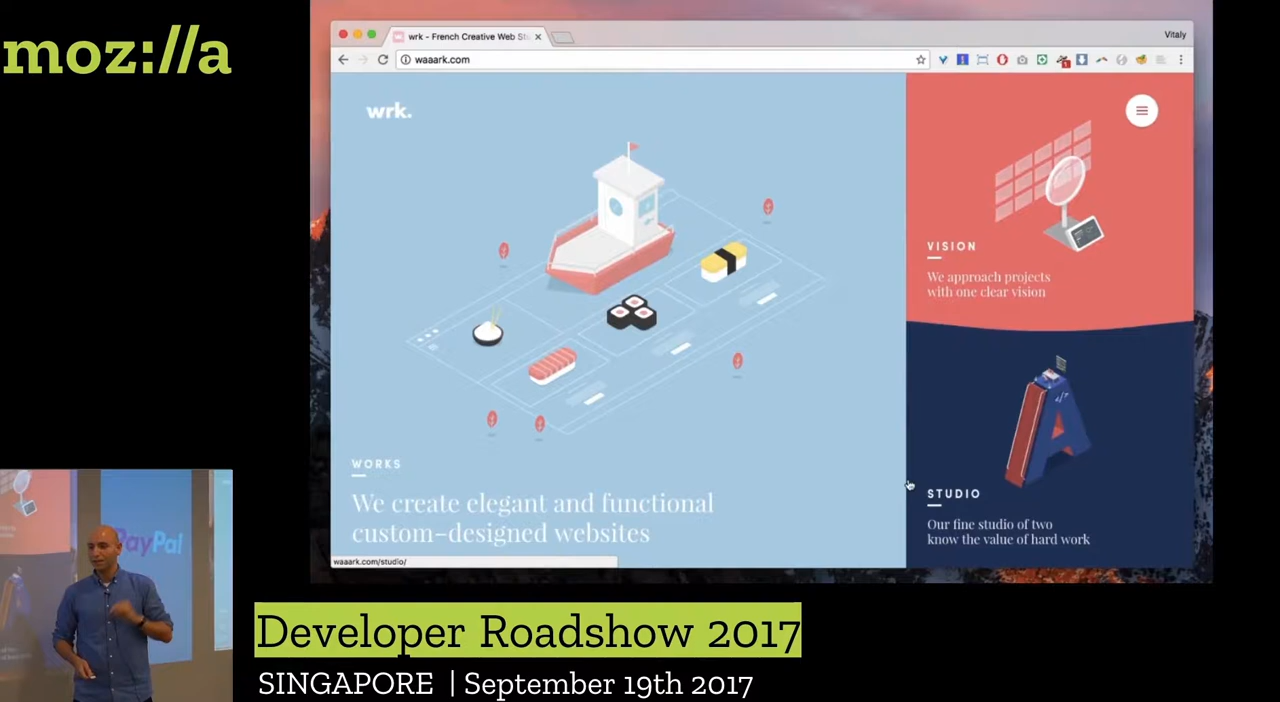 moz://a
wrk - French Creative Web St
Vitaly
waaark.com
wrk.
VISION
We approach projects
with one clear vision
WORKS
We create elegant and functional
custom-designed websites
STUDIO
Our fine studio of two
know the value of hard work
waaark.com/studio/
PayPal
Developer Roadshow 2017
SINGAPORE | September 19th 2017